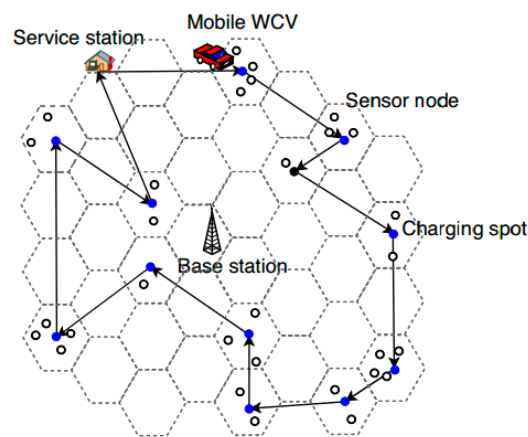 Mobile WCV
Service station
Sensor node
Charging spot
Base station